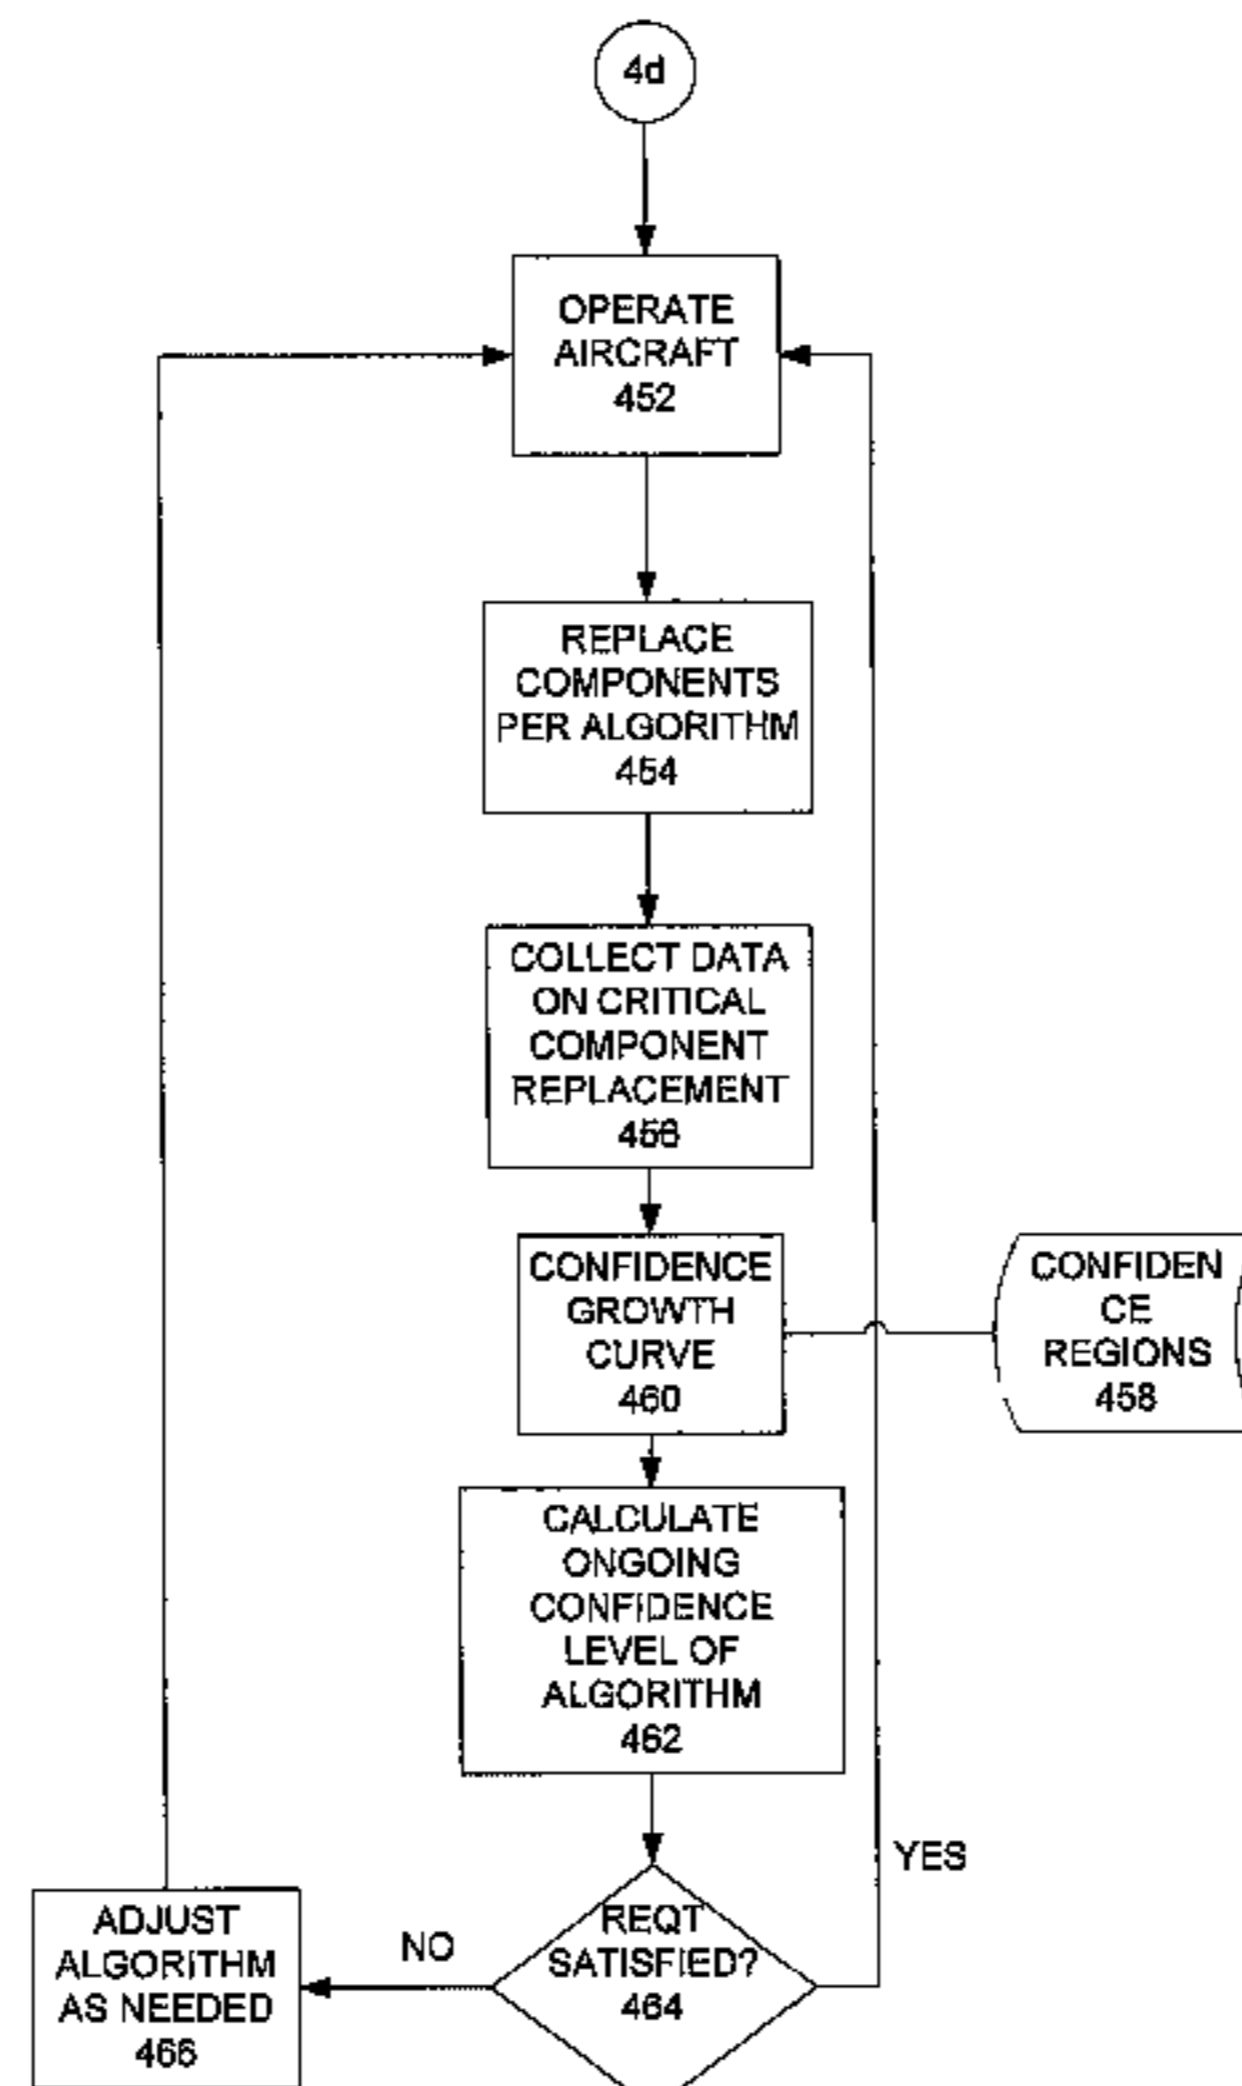 4d
OPERATE
AIRCRAFT
452
REPLACE
COMPONENTS
PER ALGORITHM
454
COLLECT DATA
ON CRITICAL
COMPONENT
REPLACEMENT
456
CONFIDENCE
GROWTH
CURVE
460
CONFIDEN
CE
REGIONS
458
CALCULATE
ONGOING
CONFIDENCE
LEVEL OF
ALGORITHM
462
YES
REQT
SATISFIED?
464
NO
ADJUST
ALGORITHM
AS NEEDED
466